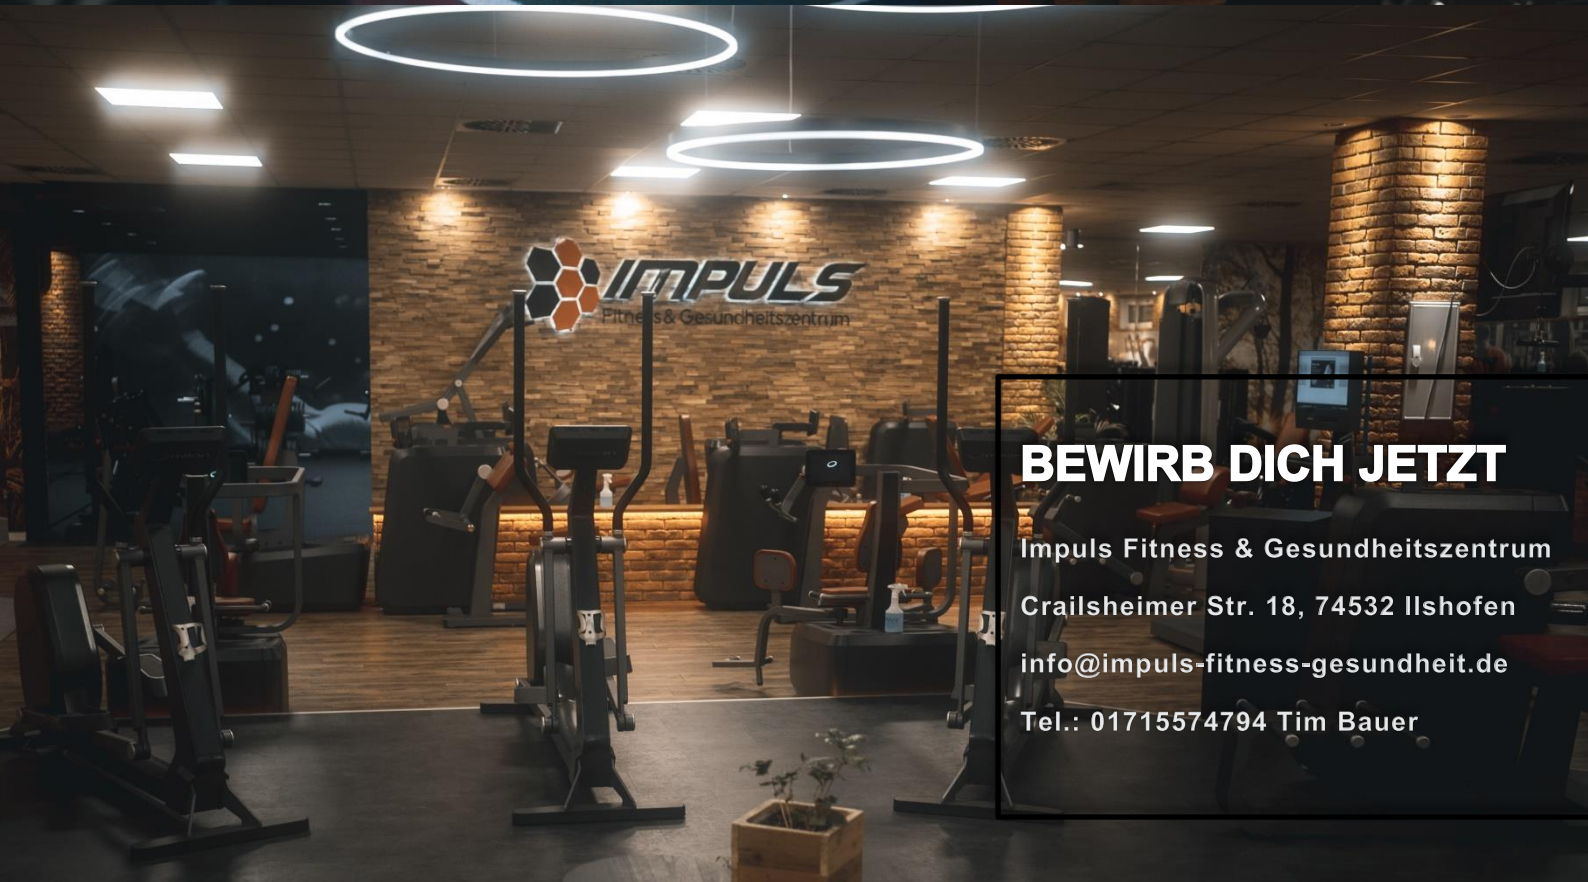 IMPULS
Fitness & Gesundheitszentrum
BEWIRB DICH JETZT
Impuls Fitness & Gesundheitszentrum
Crailsheimer Str. 18, 74532 Ilshofen
info@impuls-fitness-gesundheit.de
Tel.: 01715574794 Tim Bauer